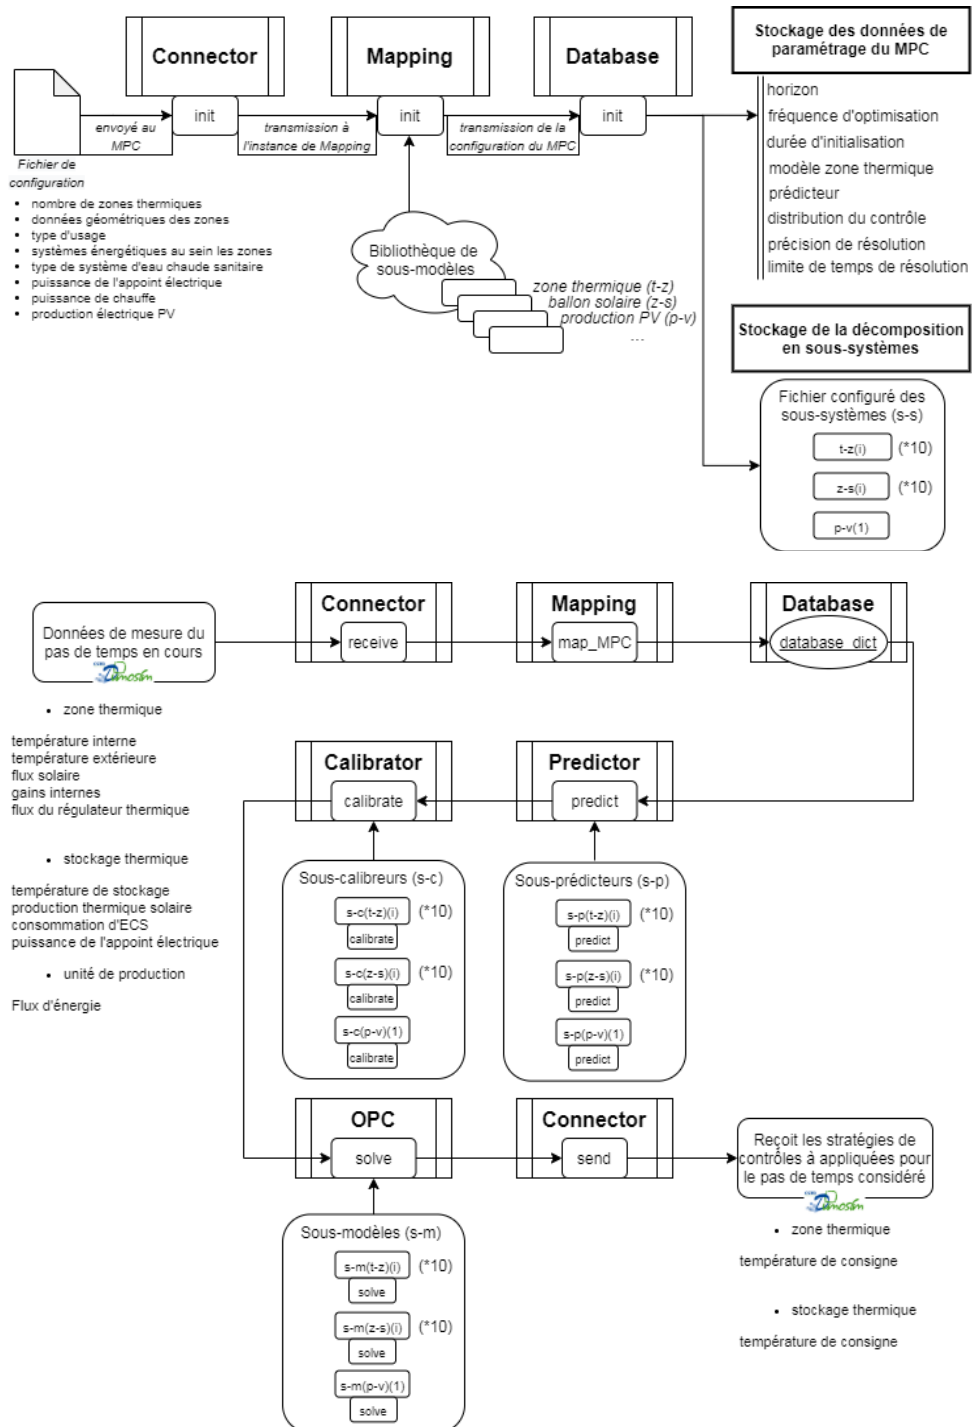 Connector
Mapping
Database
Stockage des données de
paramétrage du MPC
init
init
init
envoyé au
MPC
transmission à
l'instance de Mapping
transmission de la
configuration du MPC
horizon
fréquence d'optimisation
durée d'initialisation
modèle zone thermique
prédicteur
distribution du contrôle
précision de résolution
limite de temps de résolution
Fichier de
configuration
• nombre de zones thermiques
• données géométriques des zones
• type d'usage
• systèmes énergétiques au sein les zones
• type de système d'eau chaude sanitaire
• puissance de l'appoint électrique
• puissance de chauffe
• production électrique PV
Bibliothèque de
sous-modèles
zone thermique (t-z)
ballon solaire (z-s)
production PV (p-v)
...
Stockage de la décomposition
en sous-systèmes
Fichier configuré des
sous-systèmes (s-s)
t-z(i) (*10)
z-s(i) (*10)
p-v(1)
Connector
Mapping
Database
Données de mesure du
pas de temps en cours
receive
map_MPC
database_dict
• zone thermique
température interne
température extérieure
flux solaire
gains internes
flux du régulateur thermique
• stockage thermique
température de stockage
production thermique solaire
consommation d'ECS
puissance de l'appoint électrique
• unité de production
Flux d'énergie
Calibrator
Predictor
calibrate
predict
Sous-calibreurs (s-c)
s-c(t-z)(i) (*10)
calibrate
s-c(z-s)(i) (*10)
calibrate
s-c(p-v)(1)
calibrate
Sous-prédicteurs (s-p)
s-p(t-z)(i) (*10)
predict
s-p(z-s)(i) (*10)
predict
s-p(p-v)(1)
predict
OPC
Connector
solve
send
Reçoit les stratégies de
contrôles à appliquées pour
le pas de temps considéré
Sous-modèles (s-m)
s-m(t-z)(i) (*10)
solve
s-m(z-s)(i) (*10)
solve
s-m(p-v)(1)
solve
• zone thermique
température de consigne
• stockage thermique
température de consigne